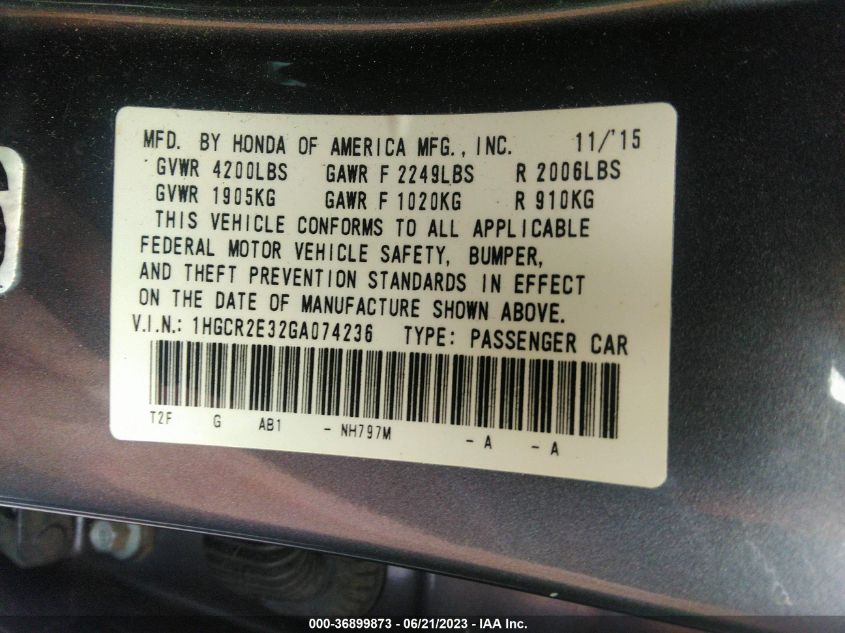 MFD. BY HONDA OF AMERICA MFG., INC. 11/'15
GVWR 4200LBS GAWR F 2249LBS R 2006LBS
GVWR 1905KG GAWR F 1020KG R 910KG
THIS VEHICLE CONFORMS TO ALL APPLICABLE
FEDERAL MOTOR VEHICLE SAFETY, BUMPER,
AND THEFT PREVENTION STANDARDS IN EFFECT
ON THE DATE OF MANUFACTURE SHOWN ABOVE.
V.I.N.: 1HGCR2E32GA074236 TYPE: PASSENGER CAR
T2F G AB1 - NH797M - A - A
000-36899873 / 06/21/2023 - IAA Inc.